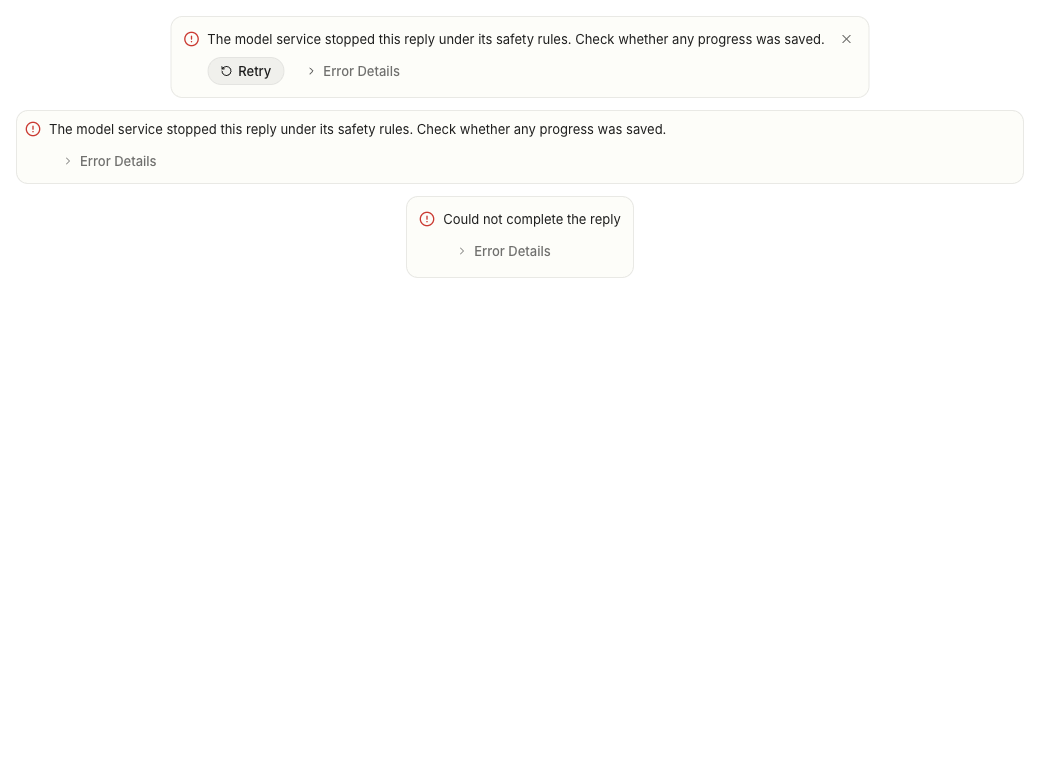 The model service stopped this reply under its safety rules. Check whether any progress was saved.
Retry
Error Details
The model service stopped this reply under its safety rules. Check whether any progress was saved.
Error Details
Could not complete the reply
Error Details